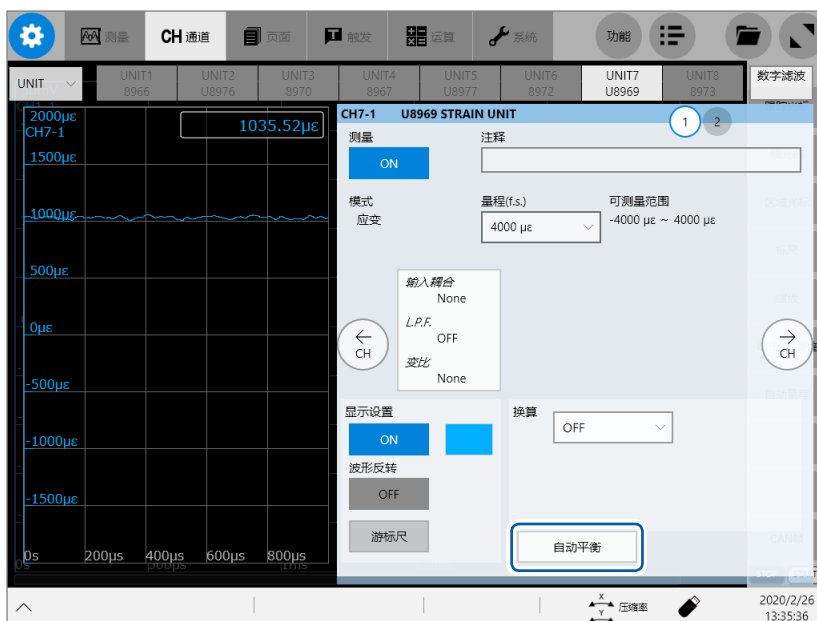 测量
CH 通道
页面
触发
运算
系统
功能
UNIT
UNIT1
8966
UNIT2
U8976
UNIT3
8970
UNIT4
8967
UNIT5
U8977
UNIT6
8972
UNIT7
U8969
UNIT8
8973
数字滤波
2000με
CH7-1
1035.52με
1500με
1000με
500με
0με
-500με
-1000με
-1500με
0s
200μs
400μs
600μs
800μs
CH7-1 U8969 STRAIN UNIT
1
2
测量
注释
ON
模式
量程(f.s.)
可测量范围
应变
4000 με
-4000 με ~ 4000 με
输入耦合
None
L.P.F.
OFF
变比
None
CH
CH
显示设置
ON
换算
OFF
波形反转
OFF
游标尺
自动平衡
X
Y
压缩率
2020/2/26
13:35:36